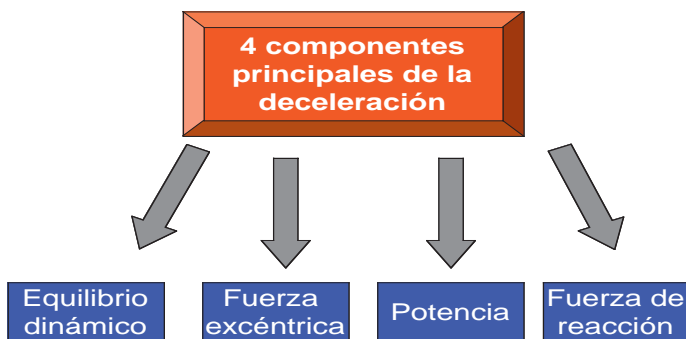 4 componentes
principales de la
deceleración
Equilibrio
dinámico
Fuerza
excéntrica
Potencia
Fuerza de
reacción